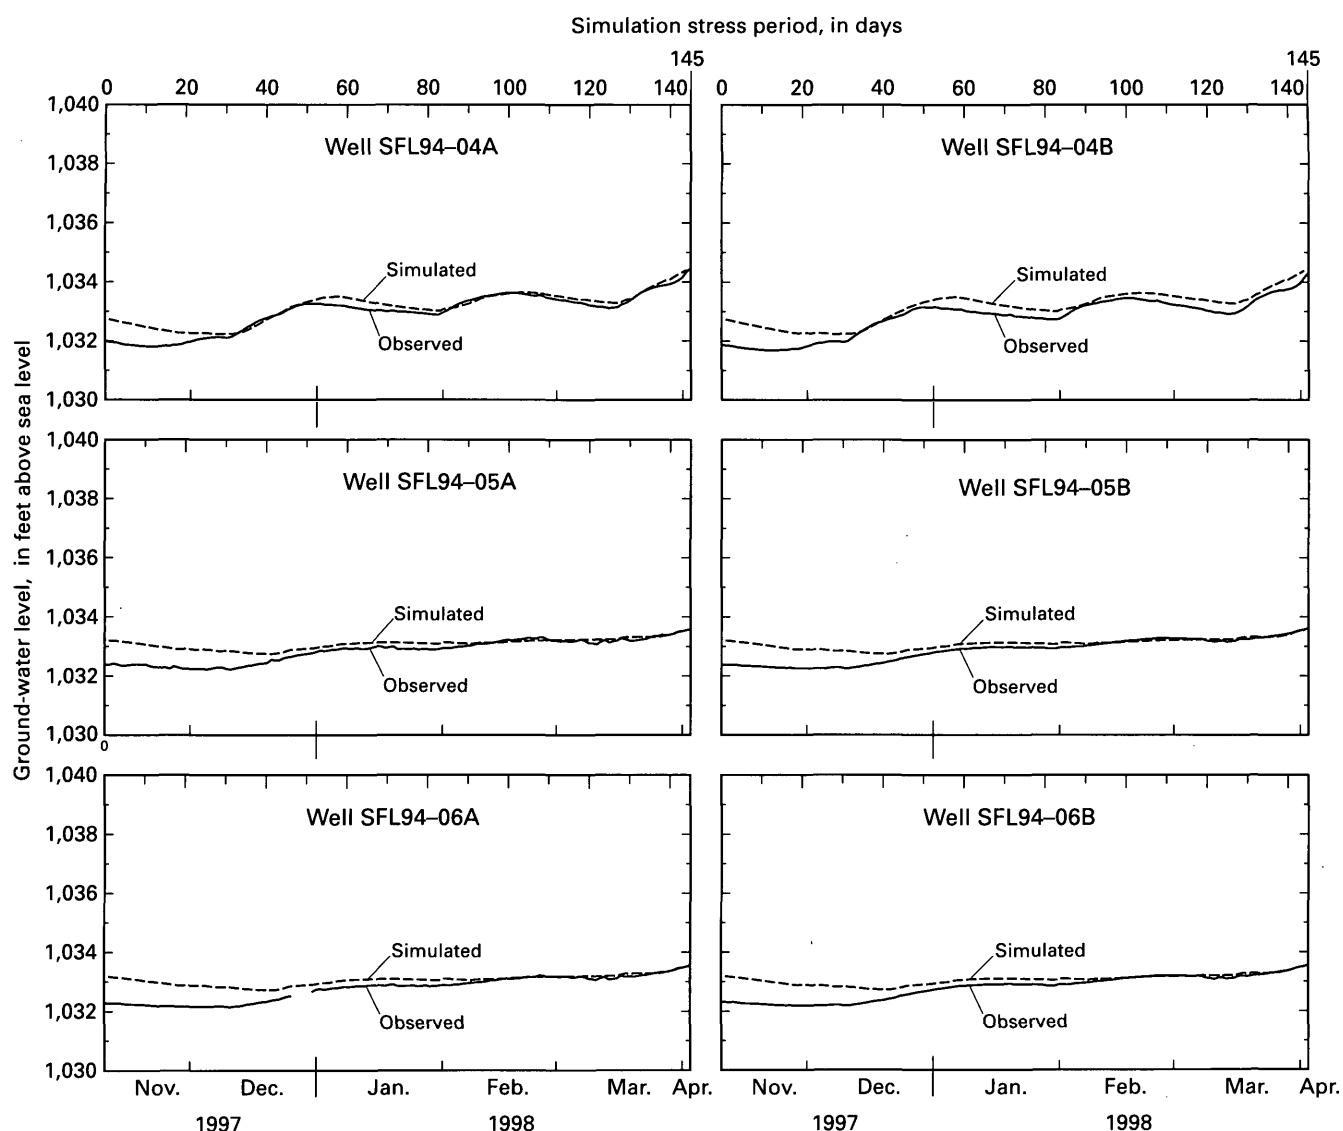 Simulation stress period, in days
145 145
0 20 40 60 80 100 120 140 0 20 40 60 80 100 120 140
Ground-water level, in feet above sea level
1,040
Well SFL94–04A Well SFL94–04B
1,038
1,036
1,034
Simulated Simulated
1,032
Observed Observed
1,030
1,040
Well SFL94–05A Well SFL94–05B
1,038
1,036
1,034
Simulated Simulated
1,032
Observed Observed
1,030
0
1,040
Well SFL94–06A Well SFL94–06B
1,038
1,036
1,034
Simulated Simulated
1,032
Observed Observed
1,030
Nov. Dec. Jan. Feb. Mar. Apr. Nov. Dec. Jan. Feb. Mar. Apr.
1997 1998 1997 1998